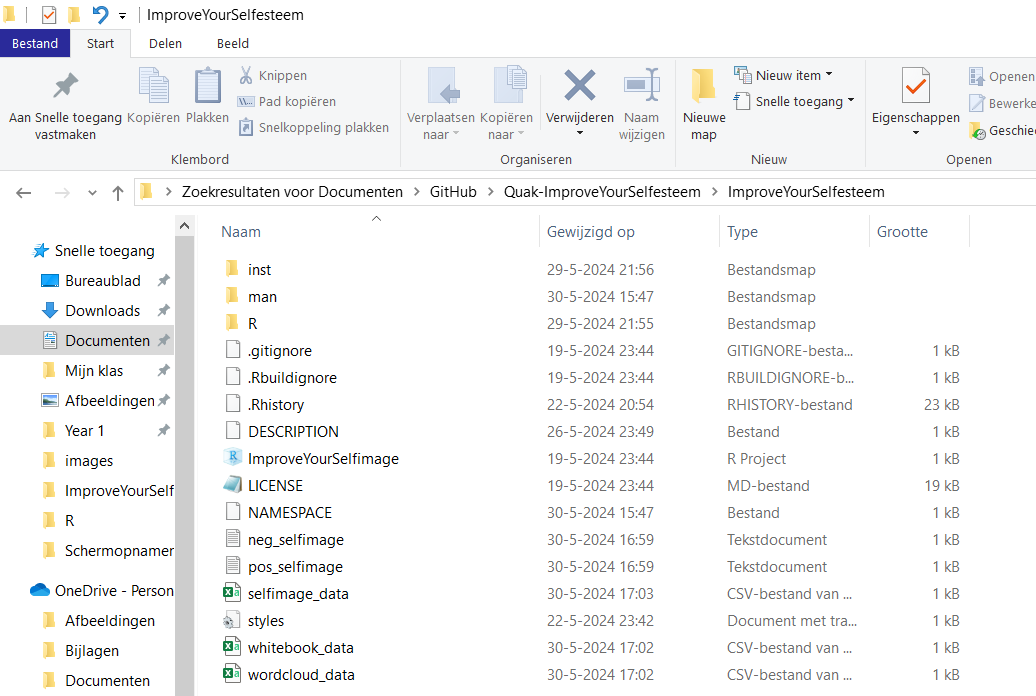 ImproveYourSelfesteem
Bestand Start Delen Beeld
Aan Snelle toegang vastmaken
Kopiëren
Plakken
Knippen
Pad kopiëren
Snelkoppeling plakken
Klembord
Verplaatsen naar
Kopiëren naar
Verwijderen
Naam wijzigen
Organiseren
Nieuwe map
Nieuw item
Snelle toegang
Nieuw
Eigenschappen
Openen
Bewerke
Geschie
Openen
Zoekresultaten voor Documenten > GitHub > Quak-ImproveYourSelfesteem > ImproveYourSelfesteem
Snelle toegang
Bureaublad
Downloads
Documenten
Mijn klas
Afbeeldingen
Year 1
images
ImproveYourSelf
R
Schermopnamer
OneDrive - Person
Afbeeldingen
Bijlagen
Documenten
Naam Gewijzigd op Type Grootte
inst 29-5-2024 21:56 Bestandsmap
man 30-5-2024 15:47 Bestandsmap
R 29-5-2024 21:55 Bestandsmap
.gitignore 19-5-2024 23:44 GITIGNORE-besta... 1 kB
.Rbuildignore 19-5-2024 23:44 RBUILDIGNORE-b... 1 kB
.Rhistory 22-5-2024 20:54 RHISTORY-bestand 23 kB
DESCRIPTION 26-5-2024 23:49 Bestand 1 kB
ImproveYourSelfimage 19-5-2024 23:44 R Project 1 kB
LICENSE 19-5-2024 23:44 MD-bestand 19 kB
NAMESPACE 30-5-2024 15:47 Bestand 1 kB
neg_selfimage 30-5-2024 16:59 Tekstdocument 1 kB
pos_selfimage 30-5-2024 16:59 Tekstdocument 1 kB
selfimage_data 30-5-2024 17:03 CSV-bestand van ... 1 kB
styles 22-5-2024 23:42 Document met tra... 1 kB
whitebook_data 30-5-2024 17:02 CSV-bestand van ... 1 kB
wordcloud_data 30-5-2024 17:02 CSV-bestand van ... 1 kB